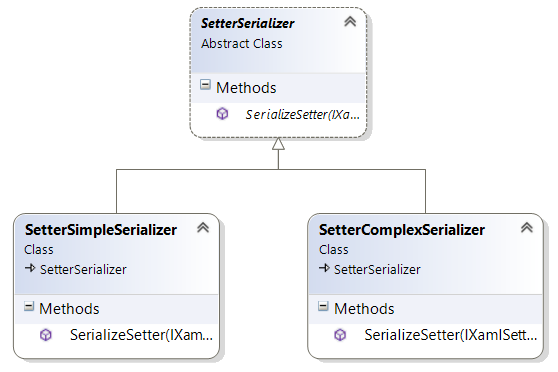 SetterSerializer
Abstract Class
Methods
SerializeSetter(IXa...
SetterSimpleSerializer
Class
SetterSerializer
Methods
SerializeSetter(IXam...
SetterComplexSerializer
Class
SetterSerializer
Methods
SerializeSetter(IXamlSett...